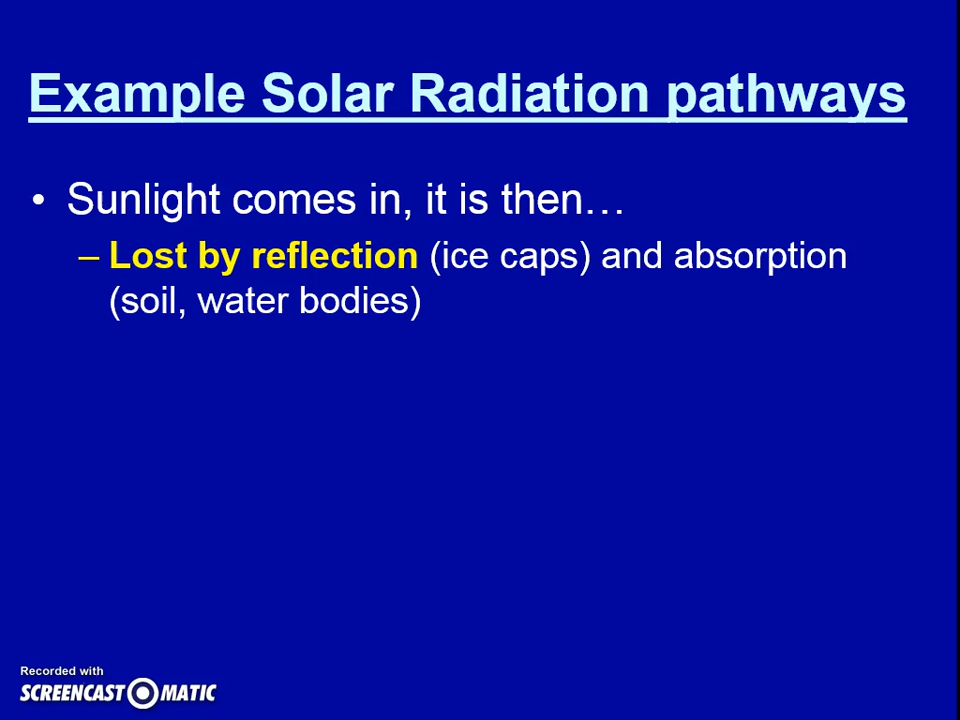 Example Solar Radiation pathways
• Sunlight comes in, it is then…
– Lost by reflection (ice caps) and absorption
(soil, water bodies)
Recorded with
SCREENCAST-O-MATIC